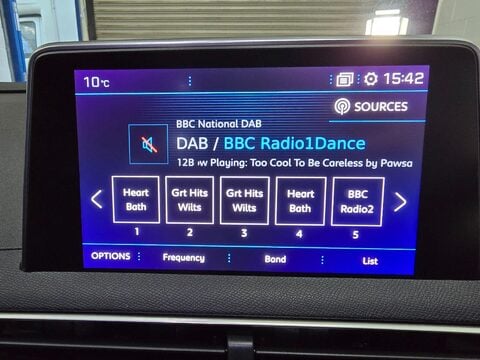 10°C 15:42
SOURCES
BBC National DAB
DAB / BBC Radio1Dance
12B w Playing: Too Cool To Be Careless by Pawsa
Heart Bath
Grt Hits Wilts
Grt Hits Wilts
Heart Bath
BBC Radio2
1 2 3 4 5
OPTIONS Frequency Band List